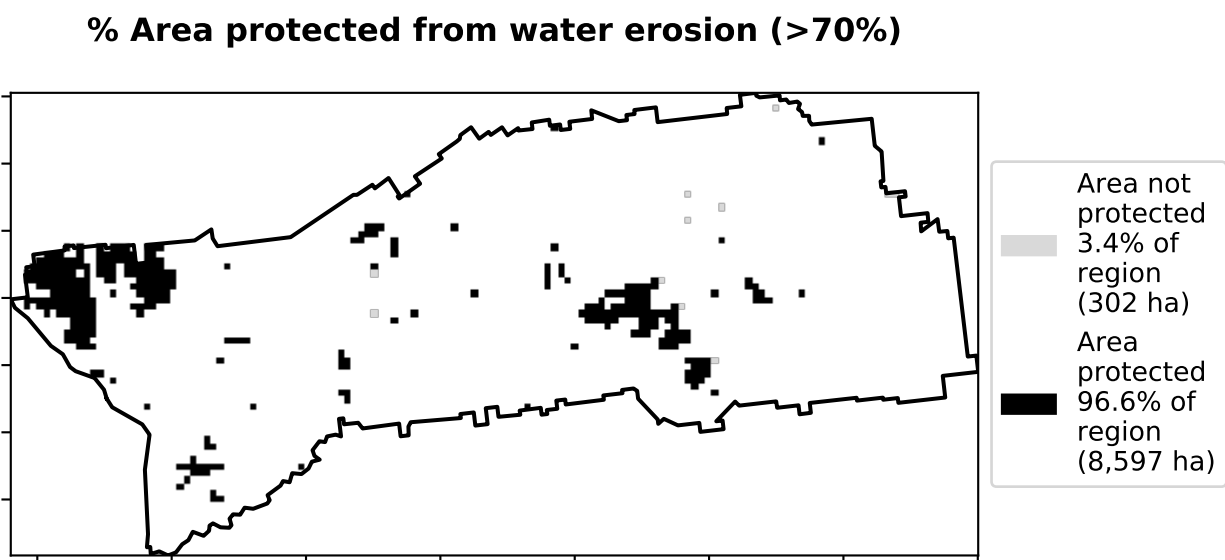 % Area protected from water erosion (>70%)
Area not
protected
3.4% of
region
(302 ha)
Area
protected
96.6% of
region
(8,597 ha)